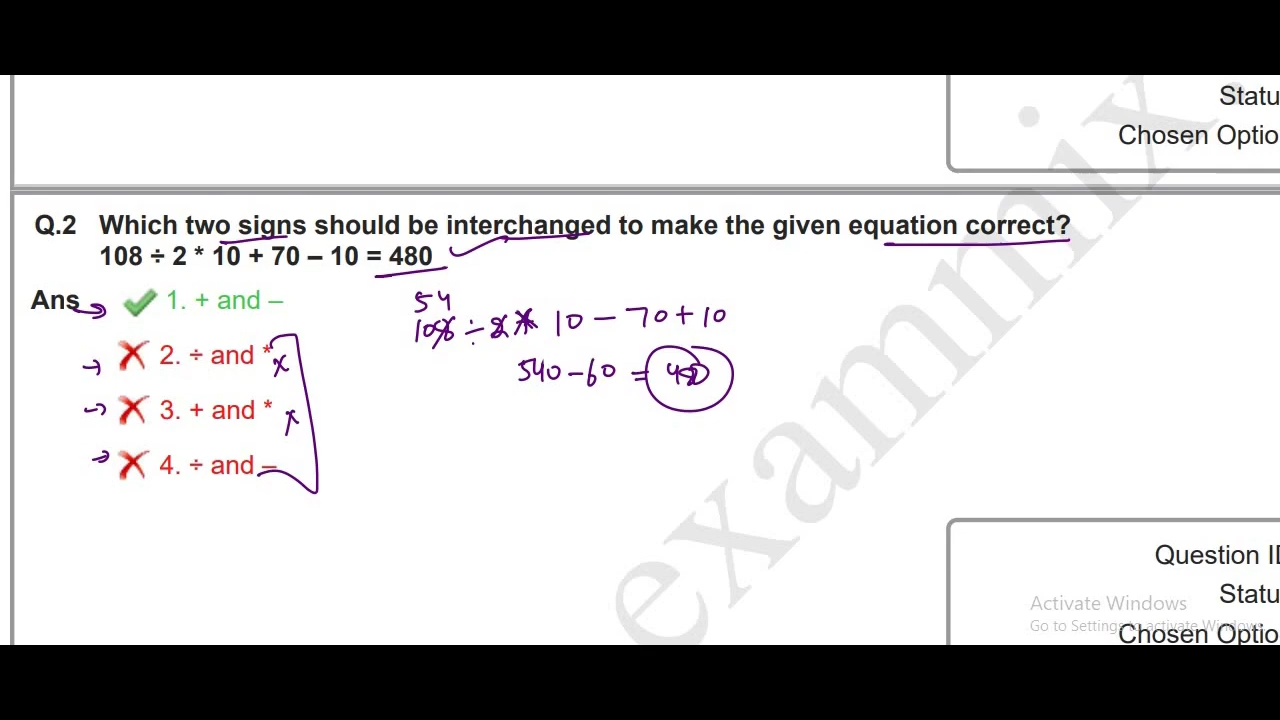 Statu
Chosen Optio
Q.2 Which two signs should be interchanged to make the given equation correct?
108 ÷ 2 * 10 + 70 – 10 = 480
Ans 1. + and –
54
108 ÷ 2 * 10 – 70 + 10
2. ÷ and *
x
540 – 60 = 480
3. + and *
x
4. ÷ and –
exammix.
Question ID
Activate Windows
Statu
Go to Settings to activate Windows.
Chosen Optio